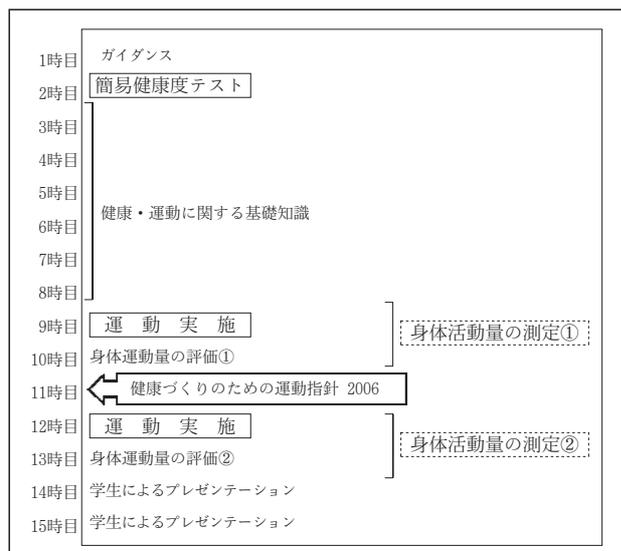 1時目 ガイダンス
2時目 簡易健康度テスト
3時目
4時目
5時目
健康・運動に関する基礎知識
6時目
7時目
8時目
9時目 運動実施
身体活動量の測定①
10時目 身体運動量の評価①
11時目 健康づくりのための運動指針 2006
12時目 運動実施
身体活動量の測定②
13時目 身体運動量の評価②
14時目 学生によるプレゼンテーション
15時目 学生によるプレゼンテーション